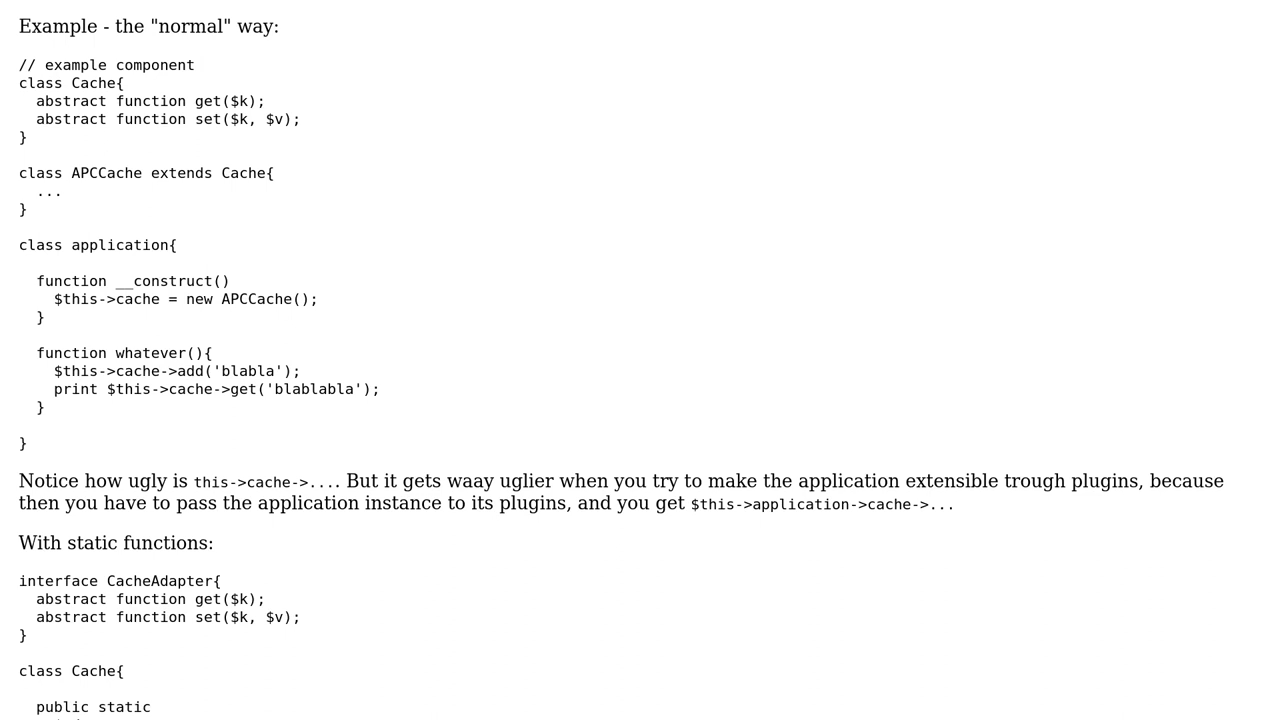 Example - the "normal" way:
// example component
class Cache{
  abstract function get($k);
  abstract function set($k, $v);
}
class APCCache extends Cache{
  ...
}
class application{
  function __construct()
    $this->cache = new APCCache();
  }
  function whatever(){
    $this->cache->add('blabla');
    print $this->cache->get('blablabla');
  }
}
Notice how ugly is this->cache->.... But it gets waay uglier when you try to make the application extensible trough plugins, because
then you have to pass the application instance to its plugins, and you get $this->application->cache->...
With static functions:
interface CacheAdapter{
  abstract function get($k);
  abstract function set($k, $v);
}
class Cache{
  public static